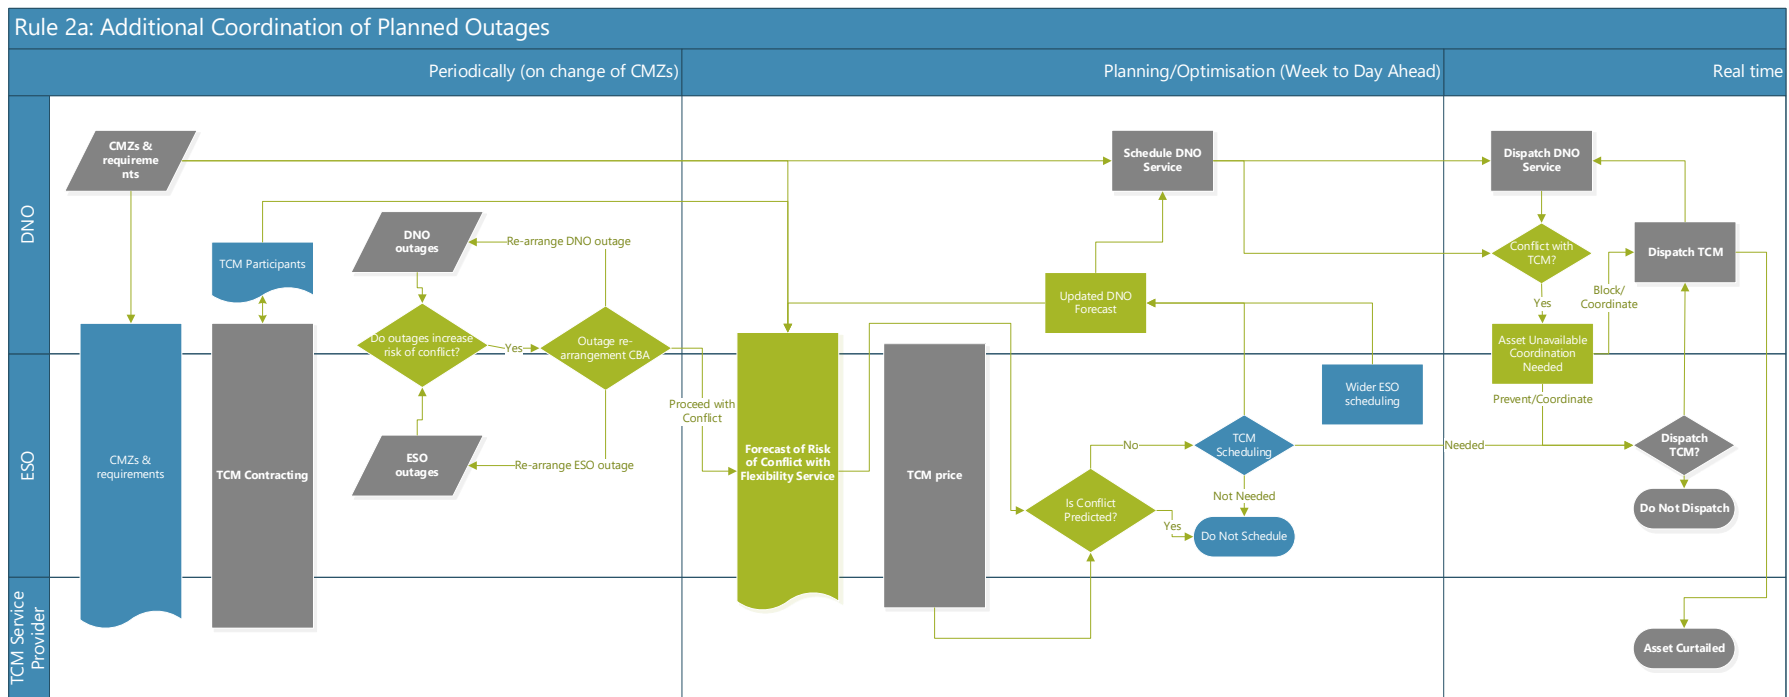 Rule 2a: Additional Coordination of Planned Outages
Periodically (on change of CMZs)
Planning/Optimisation (Week to Day Ahead)
Real time
DNO
ESO
TCM Service
Provider
CMZs &
requireme
nts
TCM Participants
CMZs &
requirements
TCM Contracting
DNO
outages
Re-arrange DNO outage
Do outages increase
risk of conflict?
Yes
Outage re-
arrangement CBA
Re-arrange ESO outage
ESO
outages
Proceed with
Conflict
Forecast of Risk
of Conflict with
Flexibility Service
TCM price
Schedule DNO
Service
Updated DNO
Forecast
Wider ESO
scheduling
No
TCM
Scheduling
Needed
Not Needed
Is Conflict
Predicted?
Yes
Do Not Schedule
Dispatch DNO
Service
Conflict with
TCM?
Yes
Block/
Coordinate
Dispatch TCM
Asset Unavailable
Coordination
Needed
Prevent/Coordinate
Dispatch
TCM?
Do Not Dispatch
Asset Curtailed